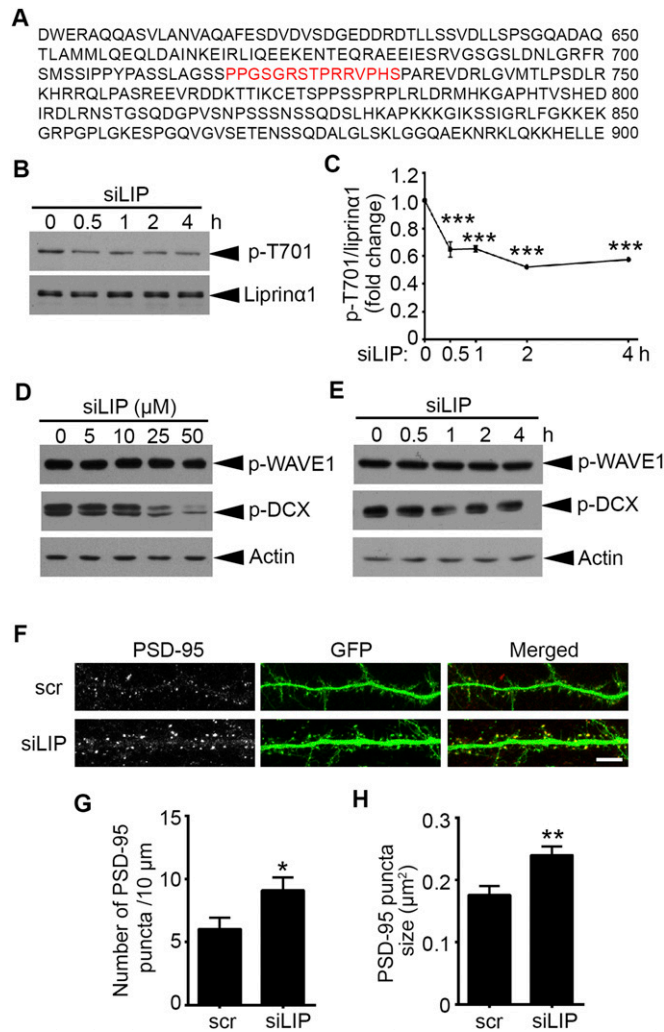 A
DWERAQQASVLANVAQAFESDVDVSDGEDDRDTLLSSVDLLSPSGQADAQ 650
TLAMMLQEQLDAINKEIRLIQEEKENTEQRAEEIESRVGSGSLDNLGRFR 700
SMSSIPPYPASSLAGSSPPGSGRSTPRRVPHSPAREVDRLGVMTLPSDLR 750
KHRRQLPASREEVRDDKTTIKCETSPPSSPRPLRLDRMHKGAPHTVSHED 800
IRDLRNSTGSQDGPVSNPSSSNSSQDSLHKAPKKKGIKSSIGRLFGKKEK 850
GRPGPLGKESPGQVGVSETENSSQDALGLSKLGGQAEKNRKLQKKHELLE 900
B
siLIP
0 0.5 1 2 4 h
p-T701
Liprinα1
C
p-T701/liprinα1
(fold change)
1.2
1.0
0.8
0.6
0.4
0.2
0
***
***
***
***
siLIP: 0 0.5 1 2 4 h
D
siLIP (µM)
0 5 10 25 50
p-WAVE1
p-DCX
Actin
E
siLIP
0 0.5 1 2 4 h
p-WAVE1
p-DCX
Actin
F
PSD-95 GFP Merged
scr
siLIP
G
Number of PSD-95
puncta /10 µm
15
10
5
0
*
scr siLIP
H
PSD-95 puncta
size (µm²)
0.3
0.2
0.1
0
**
scr siLIP